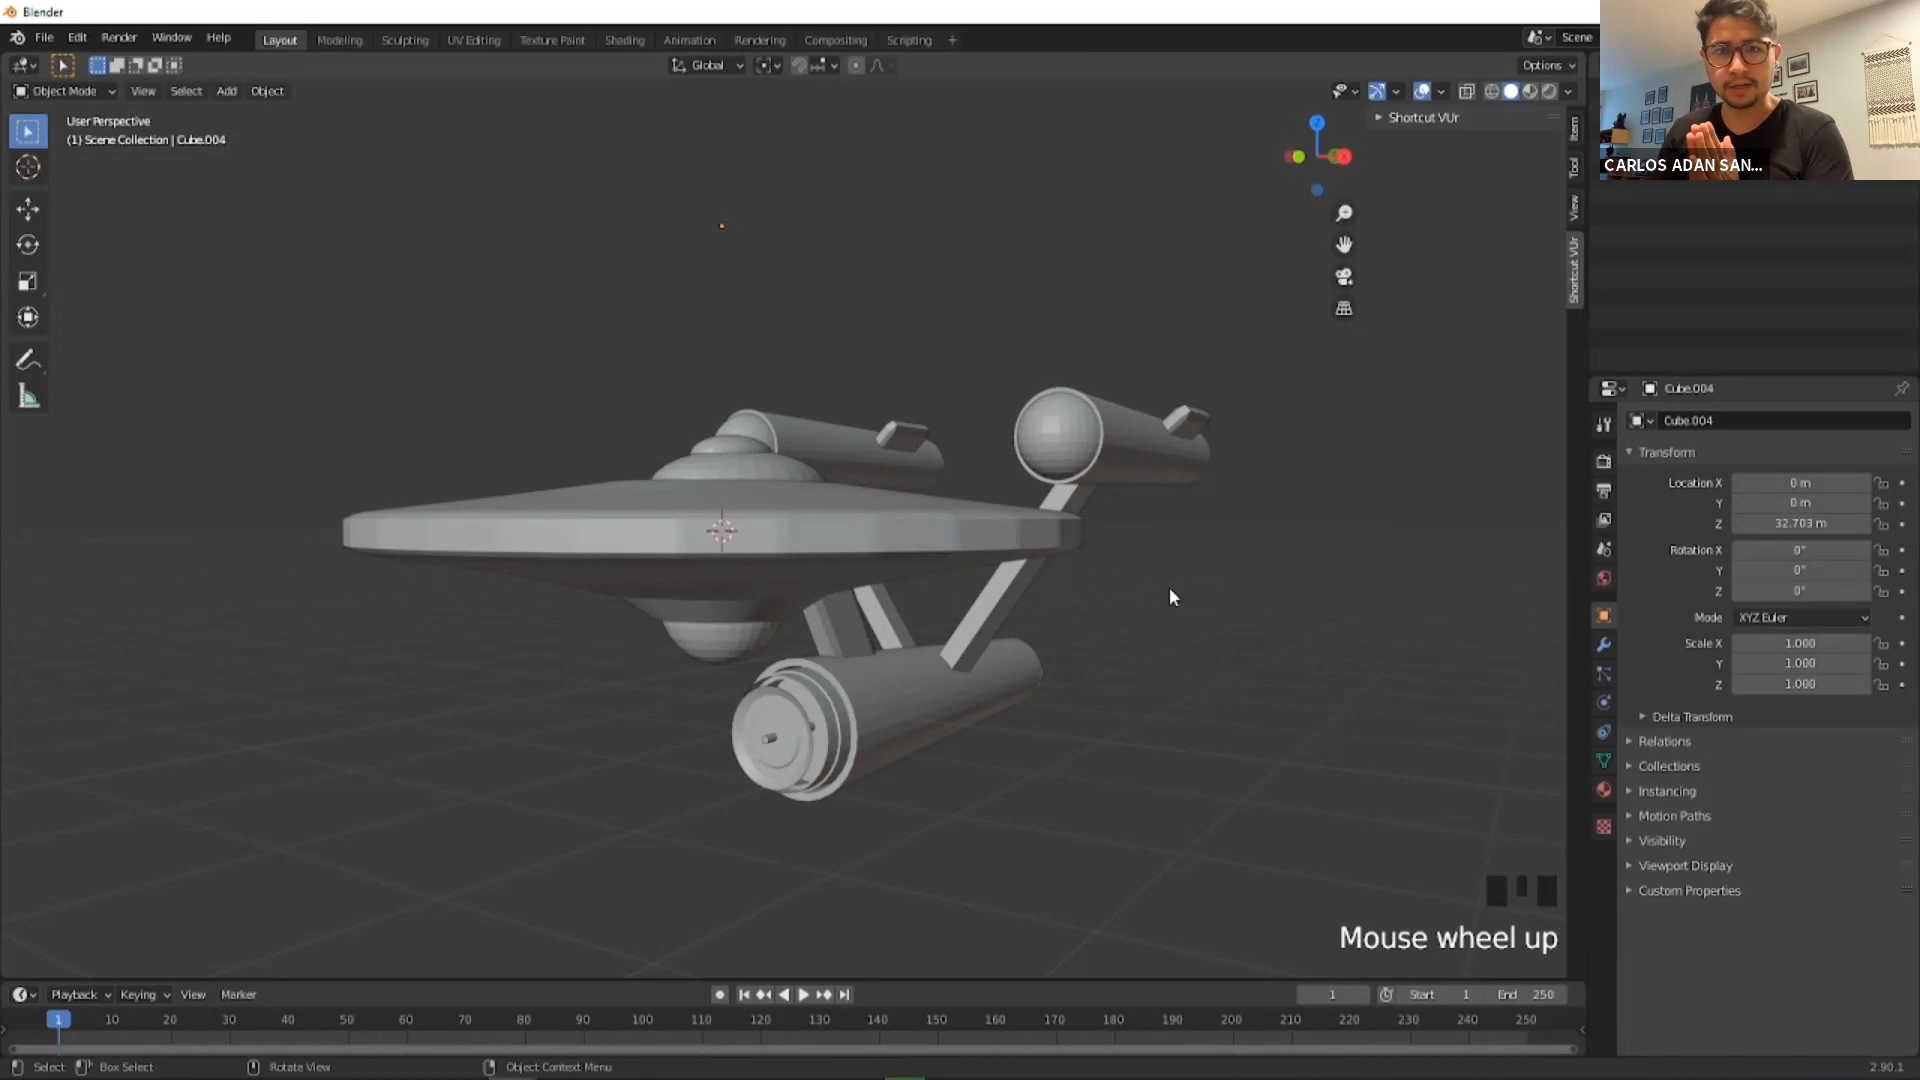 Blender
File Edit Render Window Help Layout Modeling Sculpting UV Editing Texture Paint Shading Animation Rendering Compositing Scripting + Scene
Global Options
Object Mode View Select Add Object
User Perspective
(1) Scene Collection | Cube.004
Shortcut VUr
Z
Item
Tool
View
Shortcut VUr
CARLOS ADAN SAN...
Cube.004
Cube.004
Transform
Location X 0 m
Y 0 m
Z 32.703 m
Rotation X 0°
Y 0°
Z 0°
Mode XYZ Euler
Scale X 1.000
Y 1.000
Z 1.000
Delta Transform
Relations
Collections
Instancing
Motion Paths
Visibility
Viewport Display
Custom Properties
Mouse wheel up
Playback Keying View Marker 1 Start 1 End 250
1 10 20 30 40 50 60 70 80 90 100 110 120 130 140 150 160 170 180 190 200 210 220 230 240 250
Select Box Select Rotate View Object Context Menu 2.90.1